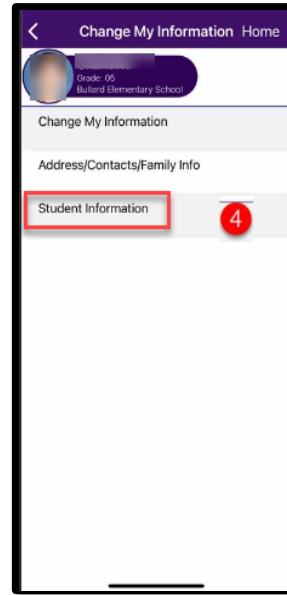 Change My Information Home
Grade: 05
Bullard Elementary School
Change My Information
Address/Contacts/Family Info
Student Information
4